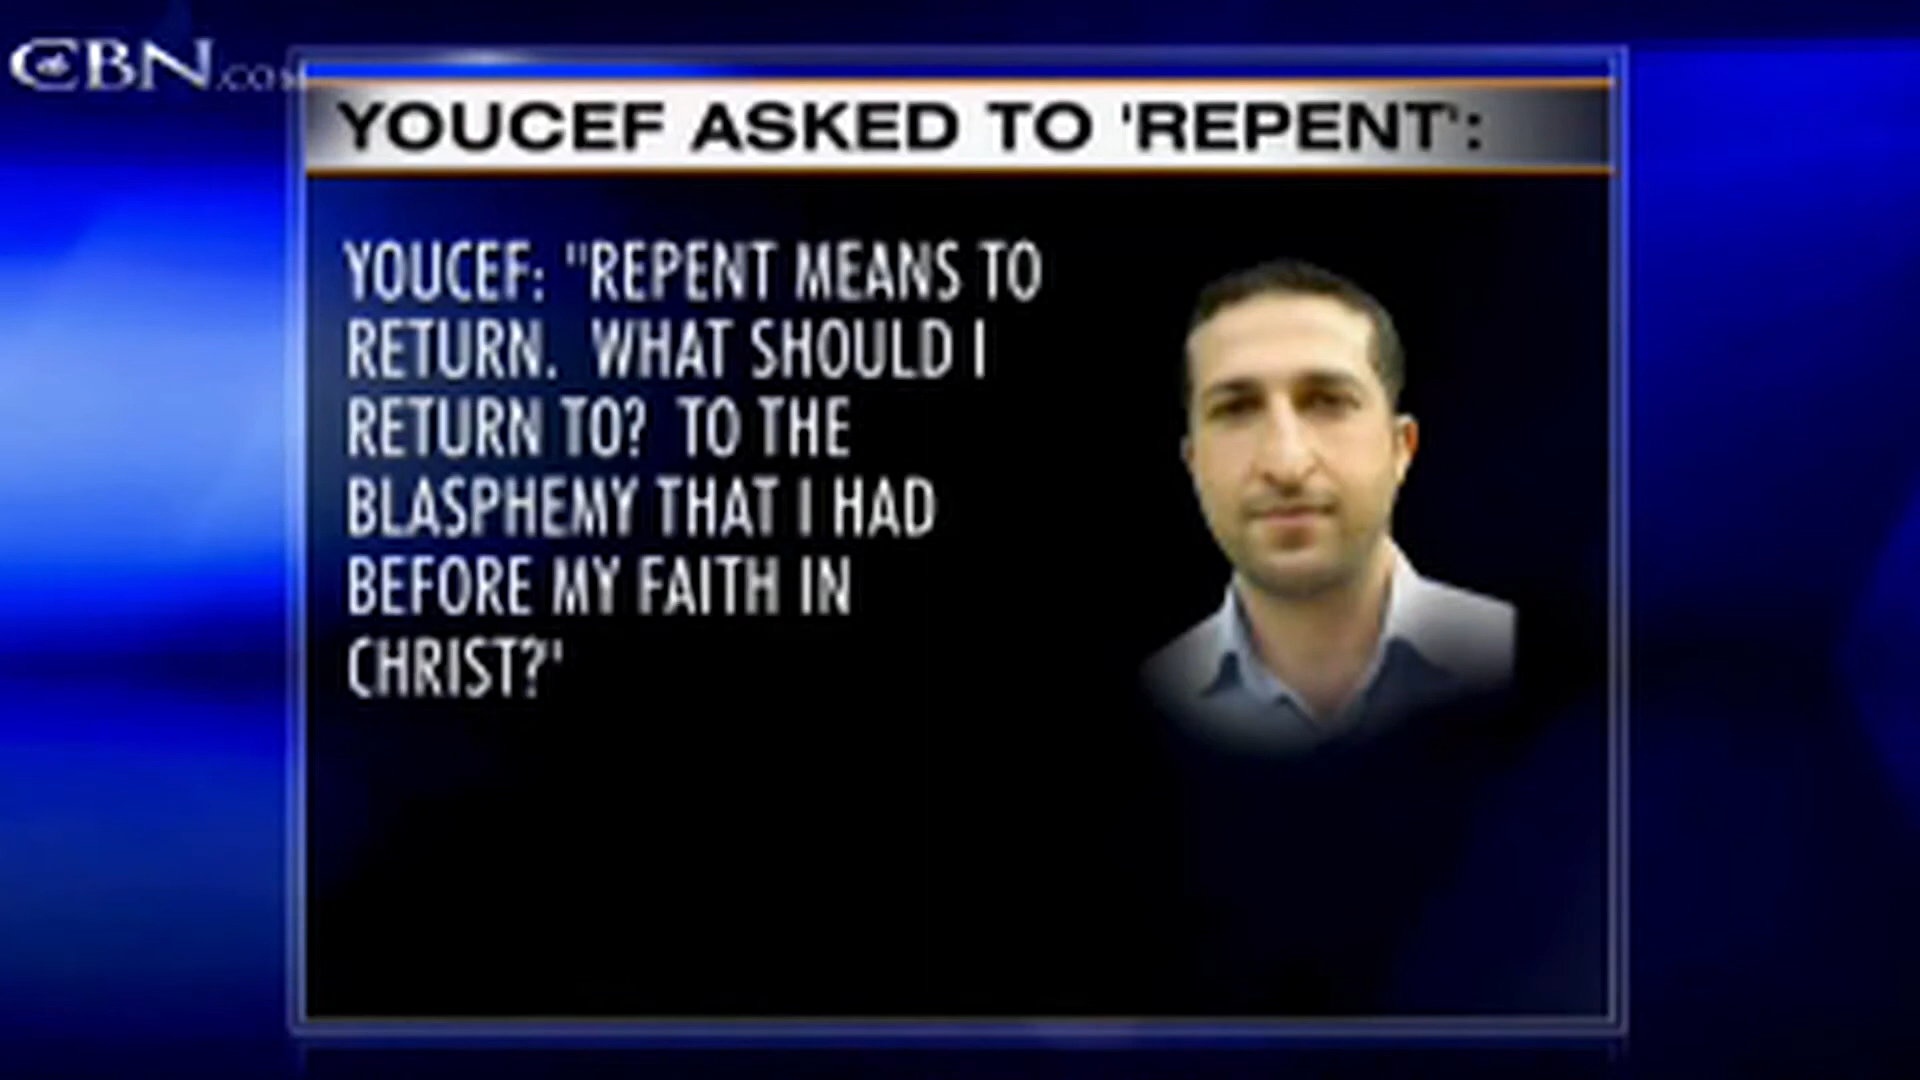 CBN.com
YOUCEF ASKED TO 'REPENT':
YOUCEF: "REPENT MEANS TO
RETURN. WHAT SHOULD I
RETURN TO? TO THE
BLASPHEMY THAT I HAD
BEFORE MY FAITH IN
CHRIST?'